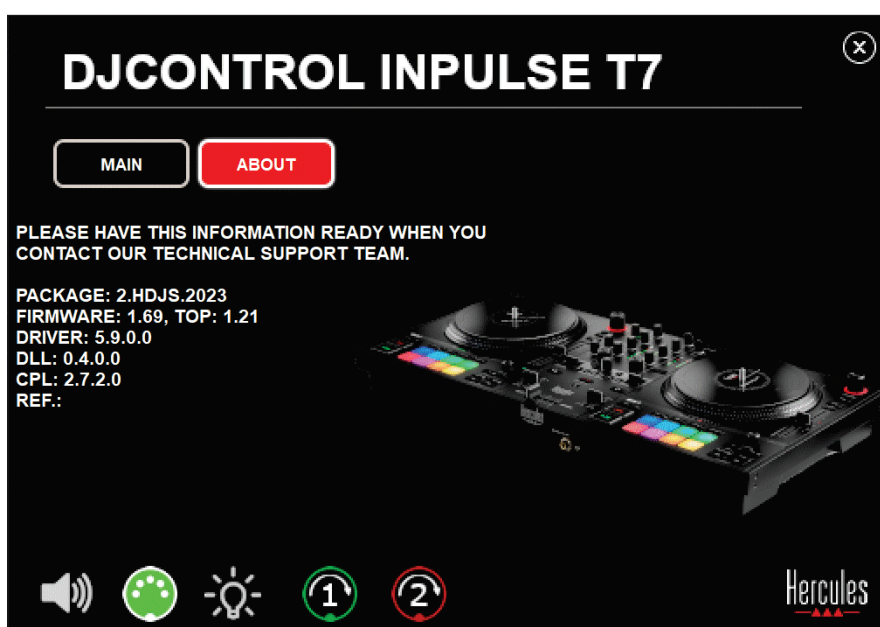 DJCONTROL INPULSE T7
MAIN
ABOUT
PLEASE HAVE THIS INFORMATION READY WHEN YOU
CONTACT OUR TECHNICAL SUPPORT TEAM.
PACKAGE: 2.HDJS.2023
FIRMWARE: 1.69, TOP: 1.21
DRIVER: 5.9.0.0
DLL: 0.4.0.0
CPL: 2.7.2.0
REF.:
1
2
Hercules